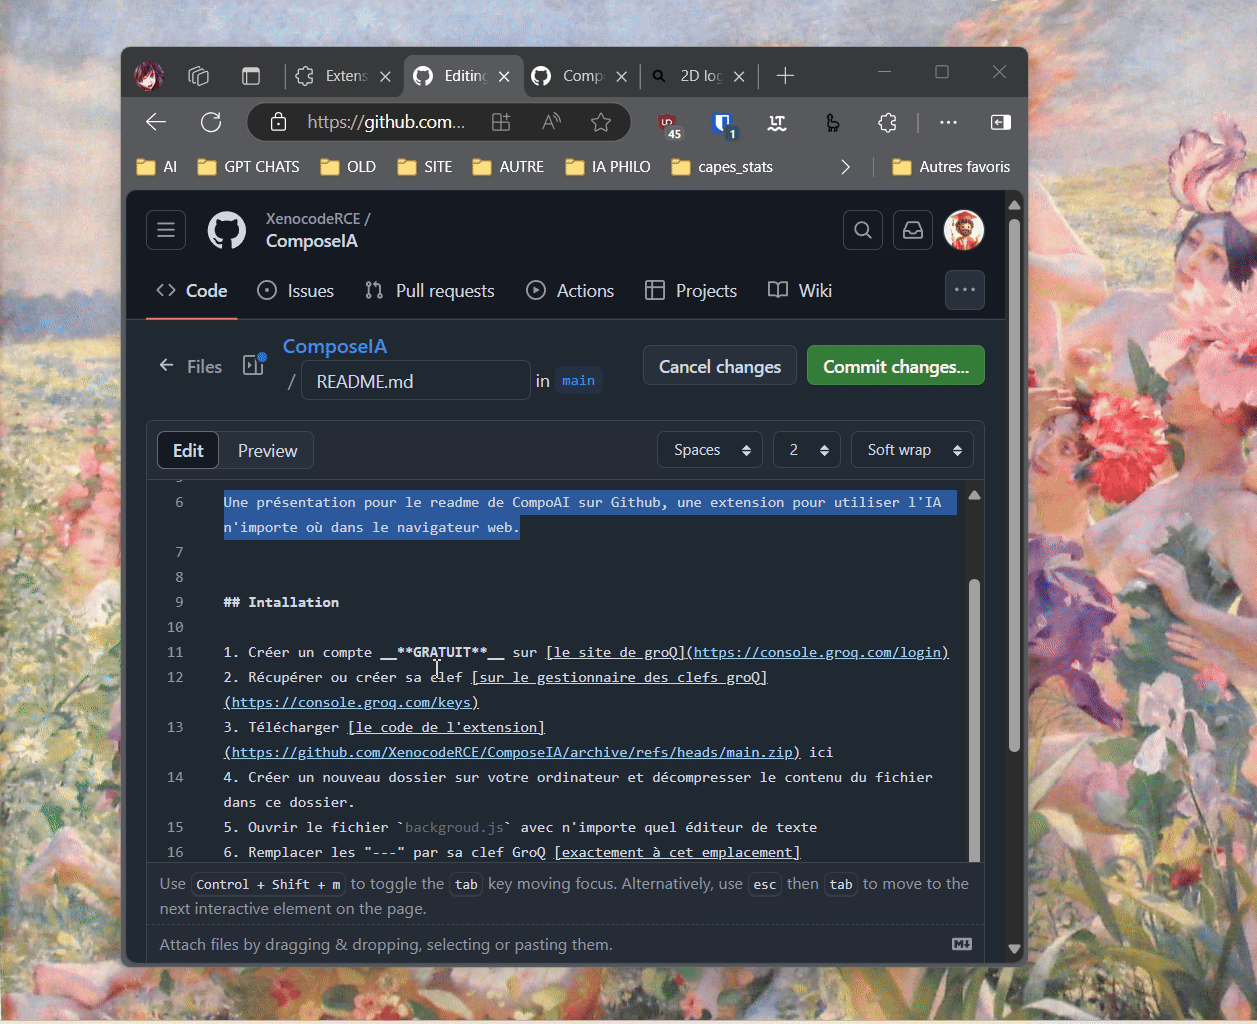 Extens
Editing
Comp
2D log
https://github.com...
45
1
AI
GPT CHATS
OLD
SITE
AUTRE
IA PHILO
capes_stats
Autres favoris
XenocodeRCE /
ComposeIA
Code
Issues
Pull requests
Actions
Projects
Wiki
Files
ComposeIA
/ README.md in main
Cancel changes
Commit changes...
Edit
Preview
Spaces
2
Soft wrap
6 Une présentation pour le readme de CompoAI sur Github, une extension pour utiliser l'IA
n'importe où dans le navigateur web.
7
8
9 ## Intallation
10
11 1. Créer un compte __**GRATUIT**__ sur [le site de groQ](https://console.groq.com/login)
12 2. Récupérer ou créer sa clef [sur le gestionnaire des clefs groQ]
(https://console.groq.com/keys)
13 3. Télécharger [le code de l'extension]
(https://github.com/XenocodeRCE/ComposeIA/archive/refs/heads/main.zip) ici
14 4. Créer un nouveau dossier sur votre ordinateur et décompresser le contenu du fichier
dans ce dossier.
15 5. Ouvrir le fichier `backgroud.js` avec n'importe quel éditeur de texte
16 6. Remplacer les "---" par sa clef GroQ [exactement à cet emplacement]
Use Control + Shift + m to toggle the tab key moving focus. Alternatively, use esc then tab to move to the
next interactive element on the page.
Attach files by dragging & dropping, selecting or pasting them.